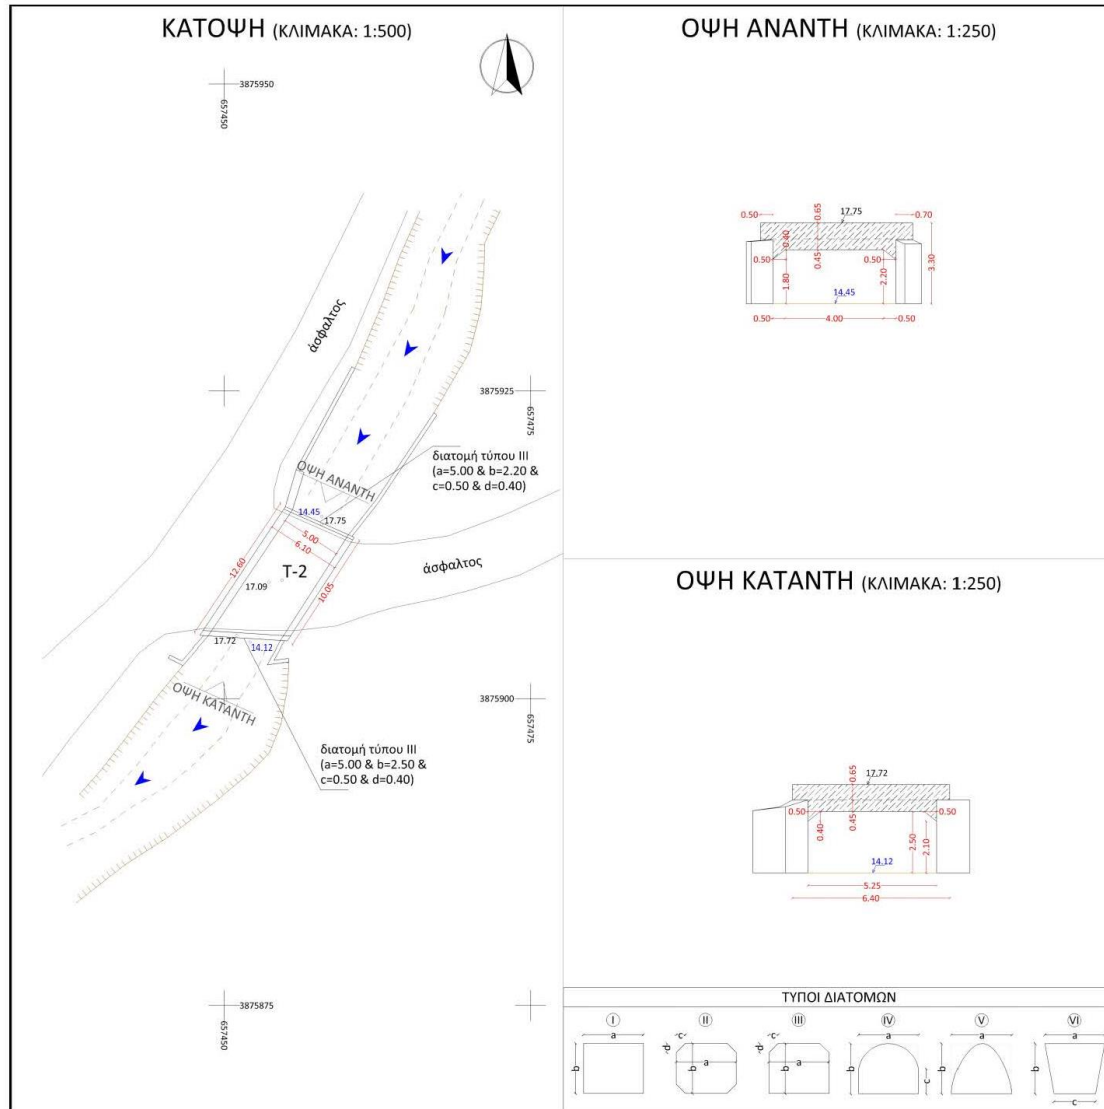 ΚΑΤΟΨΗ (ΚΛΙΜΑΚΑ: 1:500)
3875950
657450
άσφαλτος
3875925
657475
διατομή τύπου III
(a=5.00 & b=2.20 &
c=0.50 & d=0.40)
ΟΨΗ ΑΝΑΝΤΗ
14.45
17.75
5.00
6.10
12.60
T-2
άσφαλτος
17.09
10.05
17.72
14.12
ΟΨΗ ΚΑΤΑΝΤΗ
3875900
657475
διατομή τύπου III
(a=5.00 & b=2.50 &
c=0.50 & d=0.40)
3875875
657450
ΟΨΗ ΑΝΑΝΤΗ (ΚΛΙΜΑΚΑ: 1:250)
0.50
0.65
17.75
0.70
0.40
0.50
0.45
0.50
1.80
2.20
3.30
14.45
0.50
4.00
0.50
ΟΨΗ ΚΑΤΑΝΤΗ (ΚΛΙΜΑΚΑ: 1:250)
0.65
17.72
0.50
0.45
0.50
0.40
2.50
2.10
14.12
5.25
6.40
ΤΥΠΟΙ ΔΙΑΤΟΜΩΝ
I
II
III
IV
V
VI
a
b
c
d
b
a
c
d
b
a
a
b
c
a
b
a
b
c